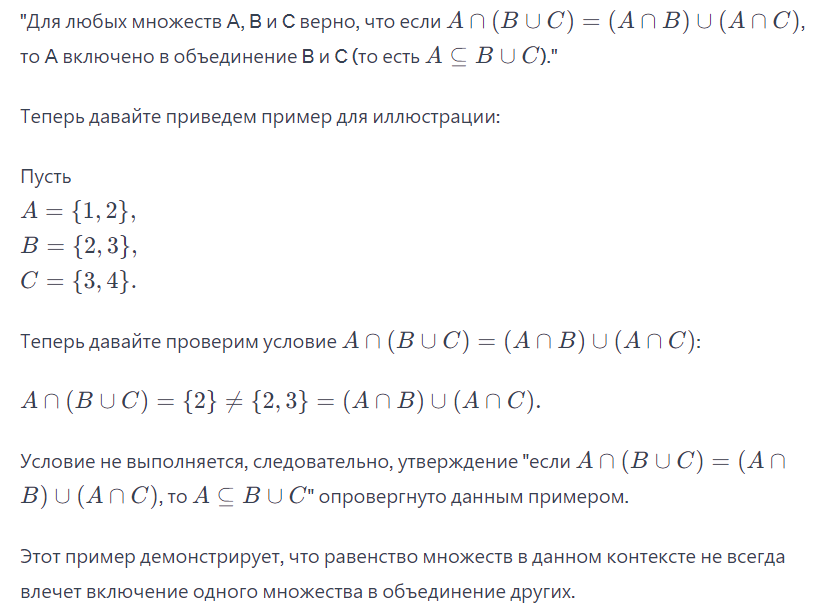 "Для любых множеств A, B и C верно, что если A ∩ (B ∪ C) = (A ∩ B) ∪ (A ∩ C),
то A включено в объединение B и C (то есть A ⊆ B ∪ C)."
Теперь давайте приведем пример для иллюстрации:
Пусть
A = {1, 2},
B = {2, 3},
C = {3, 4}.
Теперь давайте проверим условие A ∩ (B ∪ C) = (A ∩ B) ∪ (A ∩ C):
A ∩ (B ∪ C) = {2} ≠ {2, 3} = (A ∩ B) ∪ (A ∩ C).
Условие не выполняется, следовательно, утверждение "если A ∩ (B ∪ C) = (A ∩
B) ∪ (A ∩ C), то A ⊆ B ∪ C" опровергнуто данным примером.
Этот пример демонстрирует, что равенство множеств в данном контексте не всегда
влечет включение одного множества в объединение других.